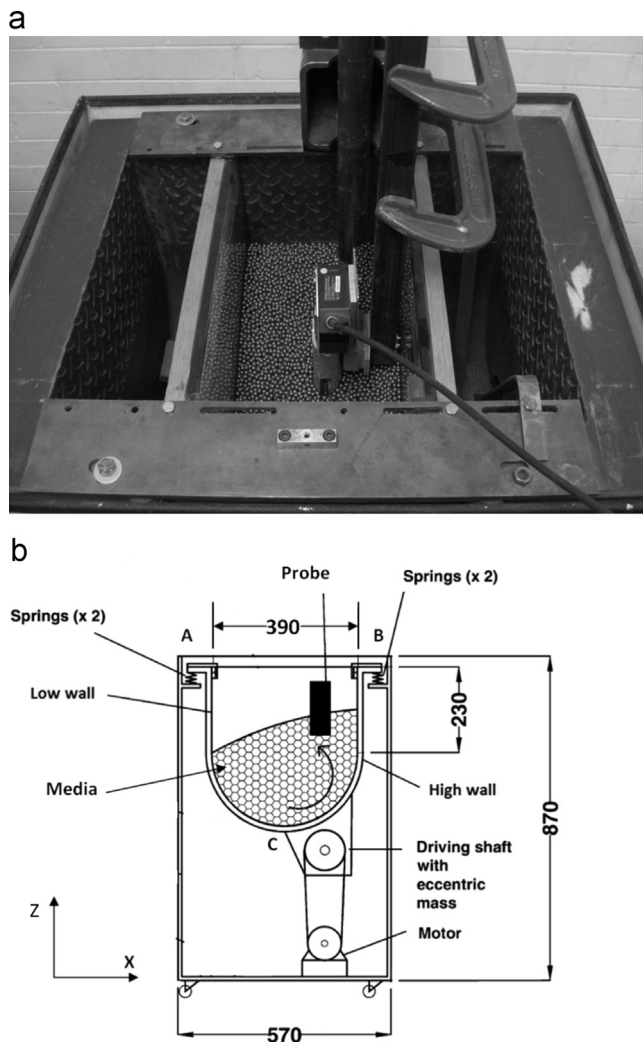 a
b
Probe
Springs (x 2)
Springs (x 2)
A
390
B
Low wall
230
Media
High wall
870
C
Driving shaft
with
eccentric
mass
Z
Motor
X
570